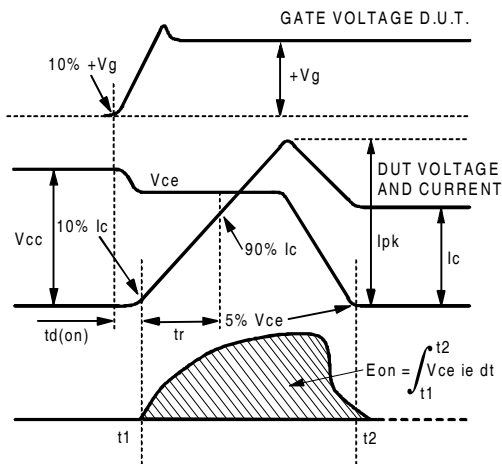 GATE VOLTAGE D.U.T.
10% +Vg
+Vg
Vce
DUT VOLTAGE
AND CURRENT
10% Ic
Vcc
90% Ic
Ipk
Ic
td(on)
tr
5% Vce
Eon = ∫ Vce ie dt
t2
t1
t1
t2